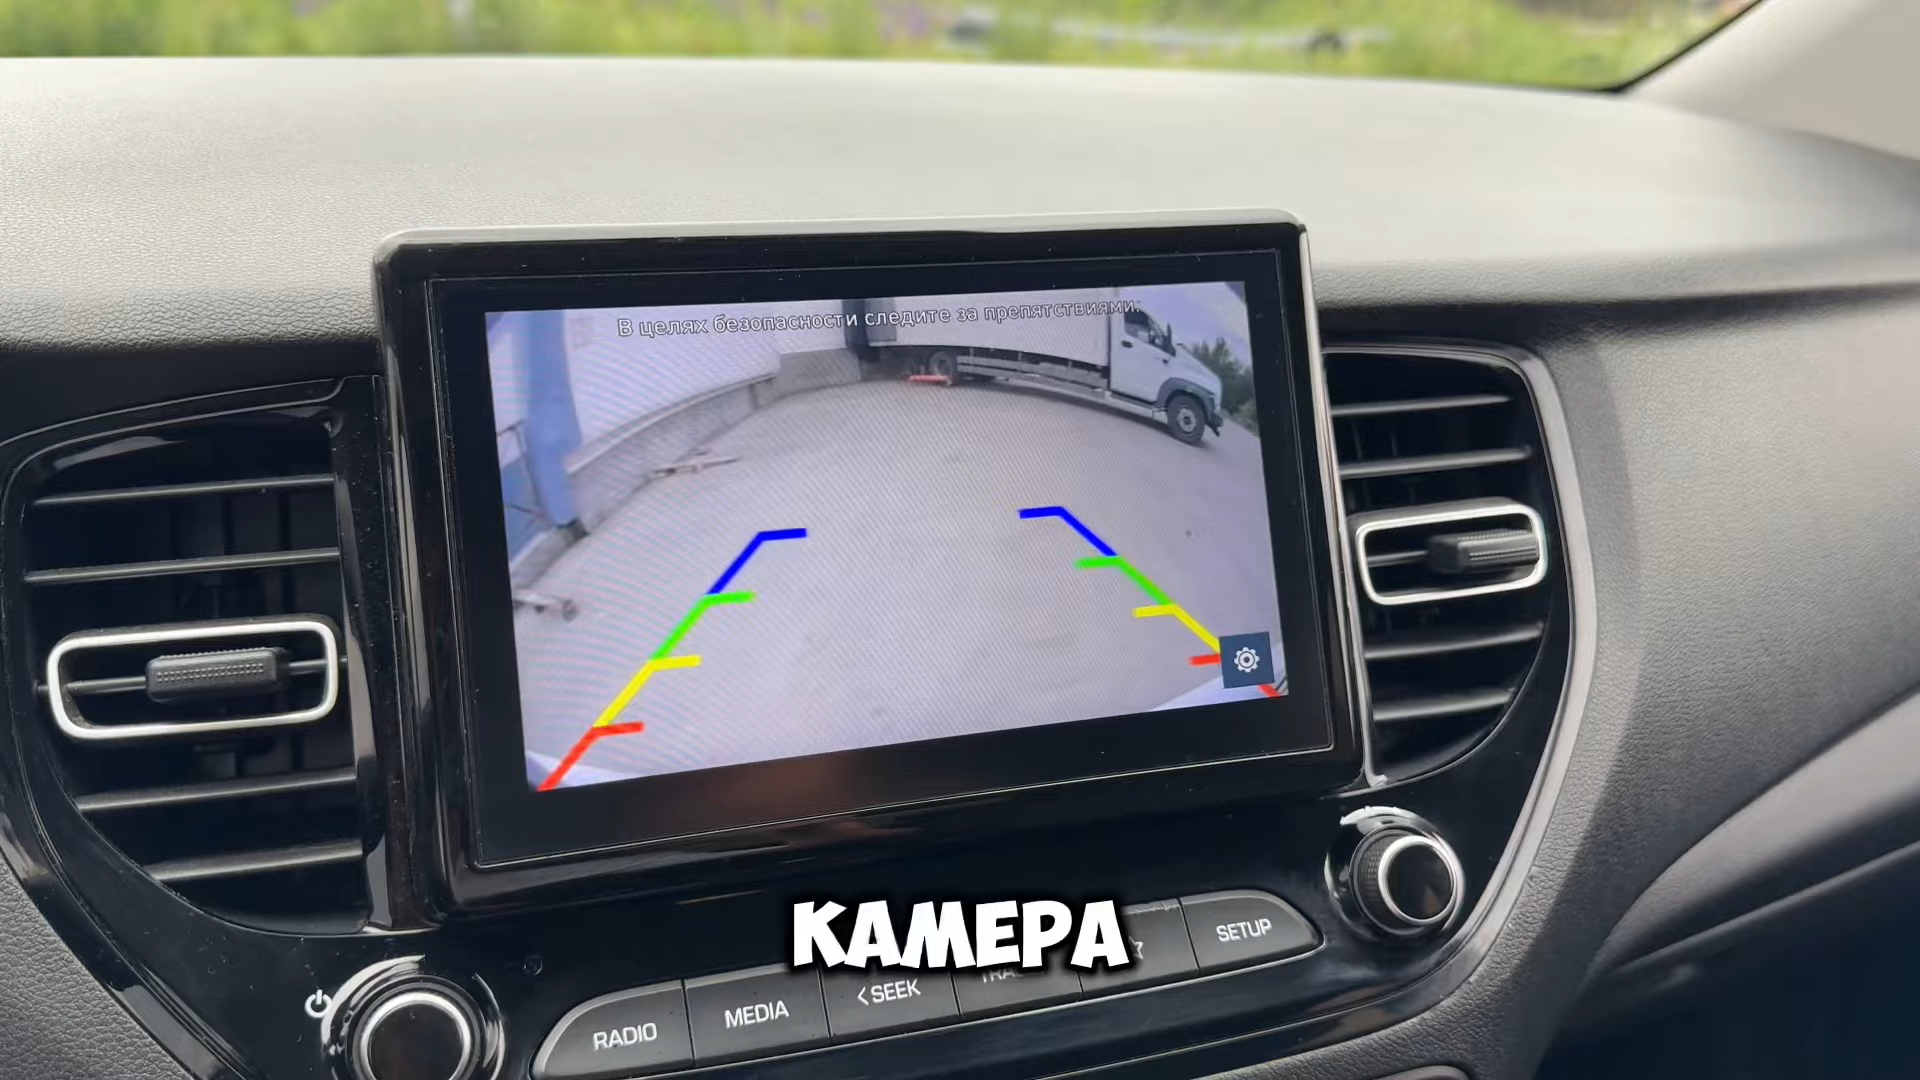 В целях безопасности следите за препятствиями.
КАМЕРА
SETUP
<SEEK
MEDIA
RADIO